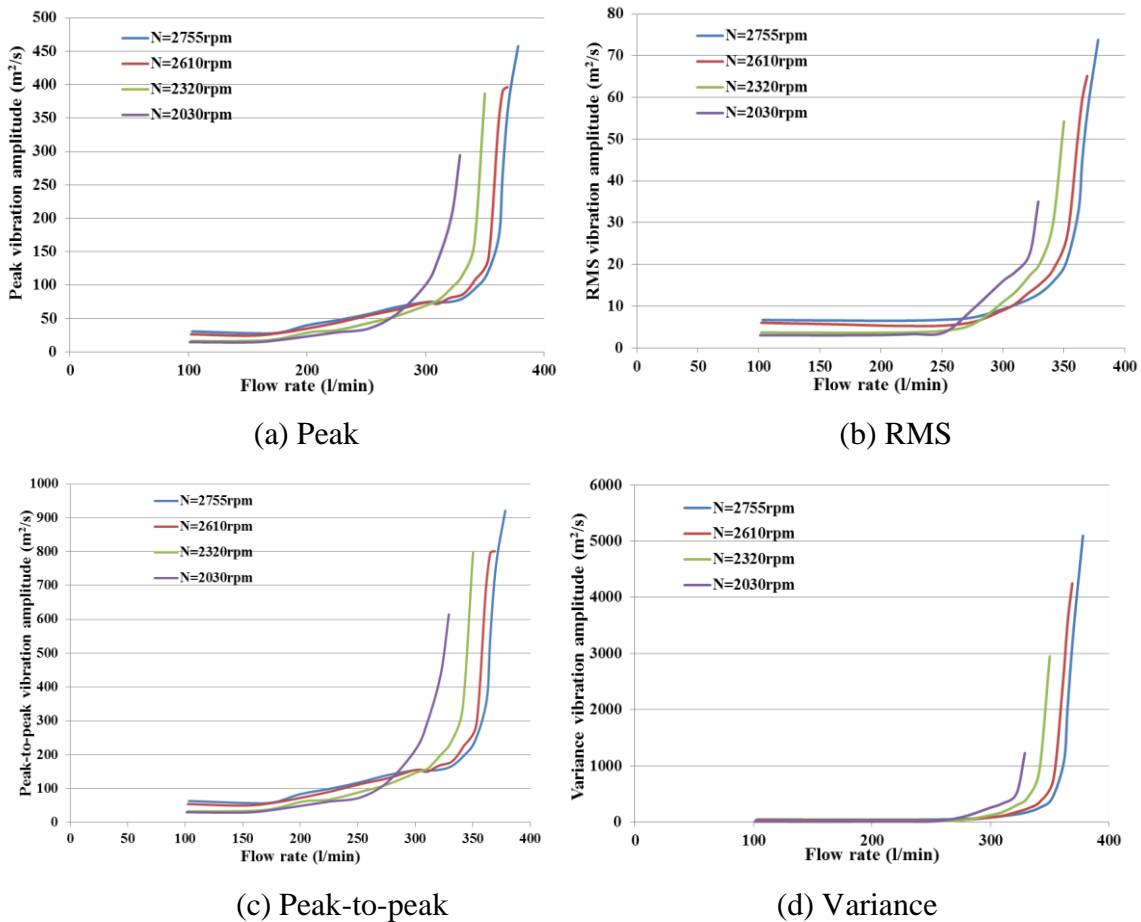 500
450
400
350
300
250
200
150
100
50
0
Peak vibration amplitude (m²/s)
N=2755rpm
N=2610rpm
N=2320rpm
N=2030rpm
0 100 200 300 400
Flow rate (l/min)
(a) Peak
80
70
60
50
40
30
20
10
0
RMS vibration amplitude (m²/s)
N=2755rpm
N=2610rpm
N=2320rpm
N=2030rpm
0 50 100 150 200 250 300 350 400
Flow rate (l/min)
(b) RMS
1000
900
800
700
600
500
400
300
200
100
0
Peak-to-peak vibration amplitude (m²/s)
N=2755rpm
N=2610rpm
N=2320rpm
N=2030rpm
0 50 100 150 200 250 300 350 400
Flow rate (l/min)
(c) Peak-to-peak
6000
5000
4000
3000
2000
1000
0
Variance vibration amplitude (m²/s)
N=2755rpm
N=2610rpm
N=2320rpm
N=2030rpm
0 100 200 300 400
Flow rate (l/min)
(d) Variance